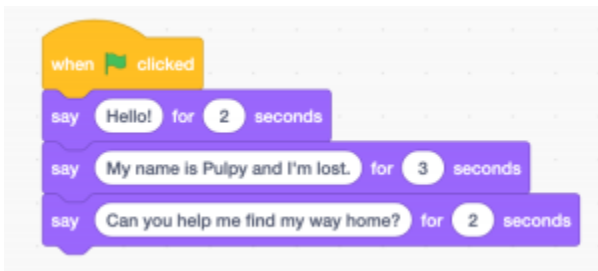 when clicked
say Hello! for 2 seconds
say My name is Pulpy and I'm lost. for 3 seconds
say Can you help me find my way home? for 2 seconds